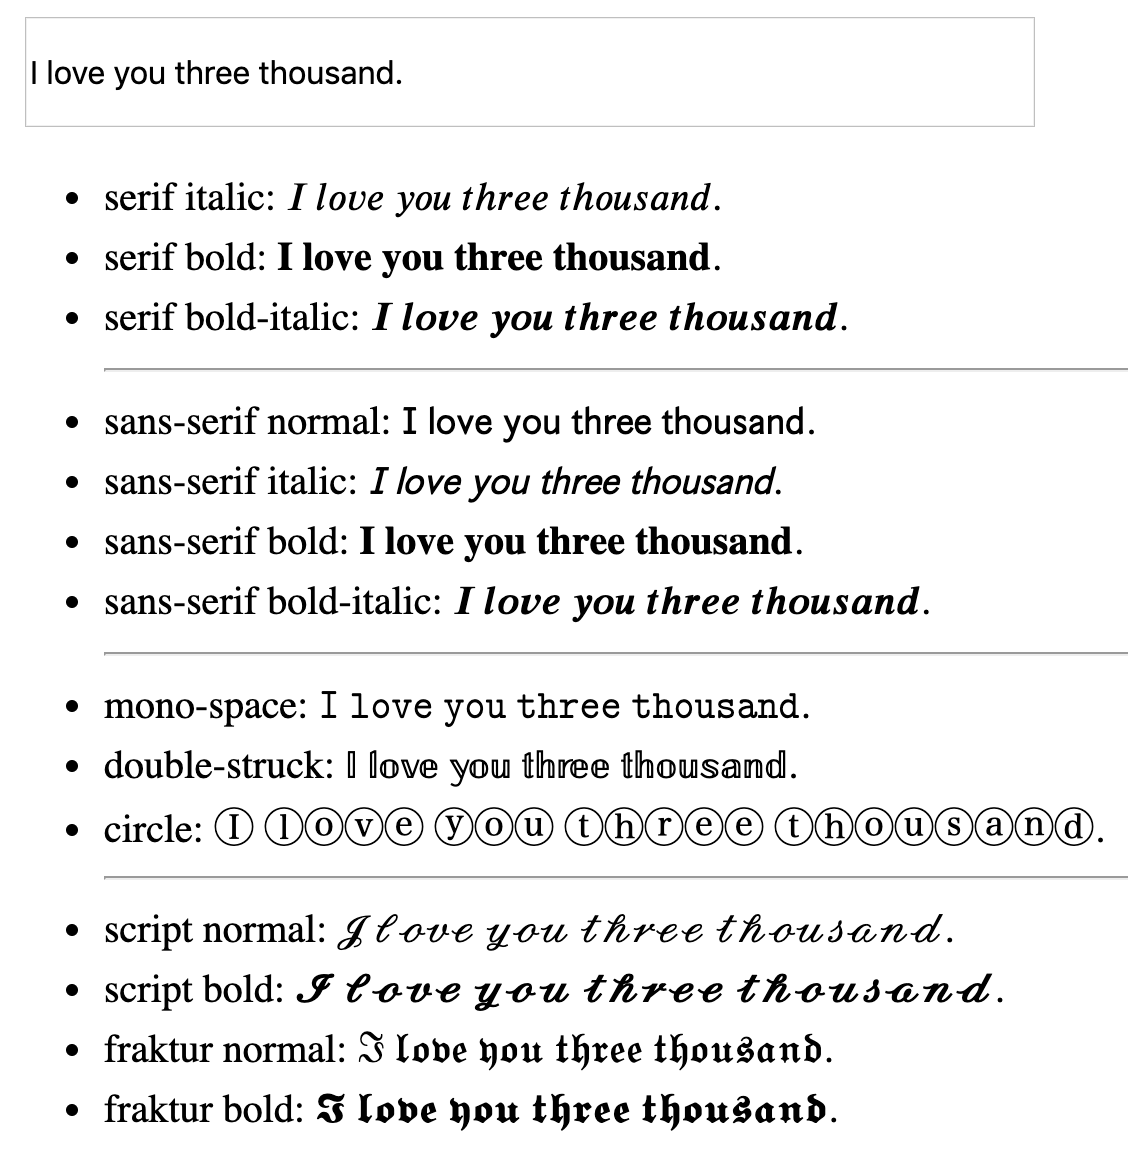 I love you three thousand.
• serif italic: 𝐼 𝑙𝑜𝑣𝑒 𝑦𝑜𝑢 𝑡ℎ𝑟𝑒𝑒 𝑡ℎ𝑜𝑢𝑠𝑎𝑛𝑑.
• serif bold: 𝐈 𝐥𝐨𝐯𝐞 𝐲𝐨𝐮 𝐭𝐡𝐫𝐞𝐞 𝐭𝐡𝐨𝐮𝐬𝐚𝐧𝐝.
• serif bold-italic: 𝑰 𝒍𝒐𝒗𝒆 𝒚𝒐𝒖 𝒕𝒉𝒓𝒆𝒆 𝒕𝒉𝒐𝒖𝒔𝒂𝒏𝒅.
• sans-serif normal: 𝖨 𝗅𝗈𝗏𝖾 𝗒𝗈𝗎 𝗍𝗁𝗋𝖾𝖾 𝗍𝗁𝗈𝗎𝗌𝖺𝗇𝖽.
• sans-serif italic: 𝘐 𝘭𝘰𝘷𝘦 𝘺𝘰𝘶 𝘵𝘩𝘳𝘦𝘦 𝘵𝘩𝘰𝘶𝘴𝘢𝘯𝘥.
• sans-serif bold: 𝗜 𝗹𝗼𝘃𝗲 𝘆𝗼𝘂 𝘁𝗵𝗿𝗲𝗲 𝘁𝗵𝗼𝘂𝘀𝗮𝗻𝗱.
• sans-serif bold-italic: 𝙄 𝙡𝙤𝙫𝙚 𝙮𝙤𝙪 𝙩𝙝𝙧𝙚𝙚 𝙩𝙝𝙤𝙪𝙨𝙖𝙣𝙙.
• mono-space: 𝙸 𝚕𝚘𝚟𝚎 𝚢𝚘𝚞 𝚝𝚑𝚛𝚎𝚎 𝚝𝚑𝚘𝚞𝚜𝚊𝚗𝚍.
• double-struck: 𝕀 𝕝𝕠𝕧𝕖 𝕪𝕠𝕦 𝕥𝕙𝕣𝕖𝕖 𝕥𝕙𝕠𝕦𝕤𝕒𝕟𝕕.
• circle: Ⓘ ⓛⓞⓥⓔ ⓨⓞⓤ ⓣⓗⓡⓔⓔ ⓣⓗⓞⓤⓢⓐⓝⓓ.
• script normal: ℐ 𝓁ℴ𝓋ℯ 𝓎ℴ𝓊 𝓉𝒽𝓇ℯℯ 𝓉𝒽ℴ𝓊𝓈𝒶𝓃𝒹.
• script bold: 𝓘 𝓵𝓸𝓿𝓮 𝔂𝓸𝓾 𝓽𝓱𝓻𝓮𝓮 𝓽𝓱𝓸𝓾𝓼𝓪𝓷𝓭.
• fraktur normal: ℑ 𝔩𝔬𝔳𝔢 𝔶𝔬𝔲 𝔱𝔥𝔯𝔢𝔢 𝔱𝔥𝔬𝔲𝔰𝔞𝔫𝔡.
• fraktur bold: 𝕴 𝖑𝖔𝖛𝖊 𝖞𝖔𝖚 𝖙𝖍𝖗𝖊𝖊 𝖙𝖍𝖔𝖚𝖘𝖆𝖓𝖉.